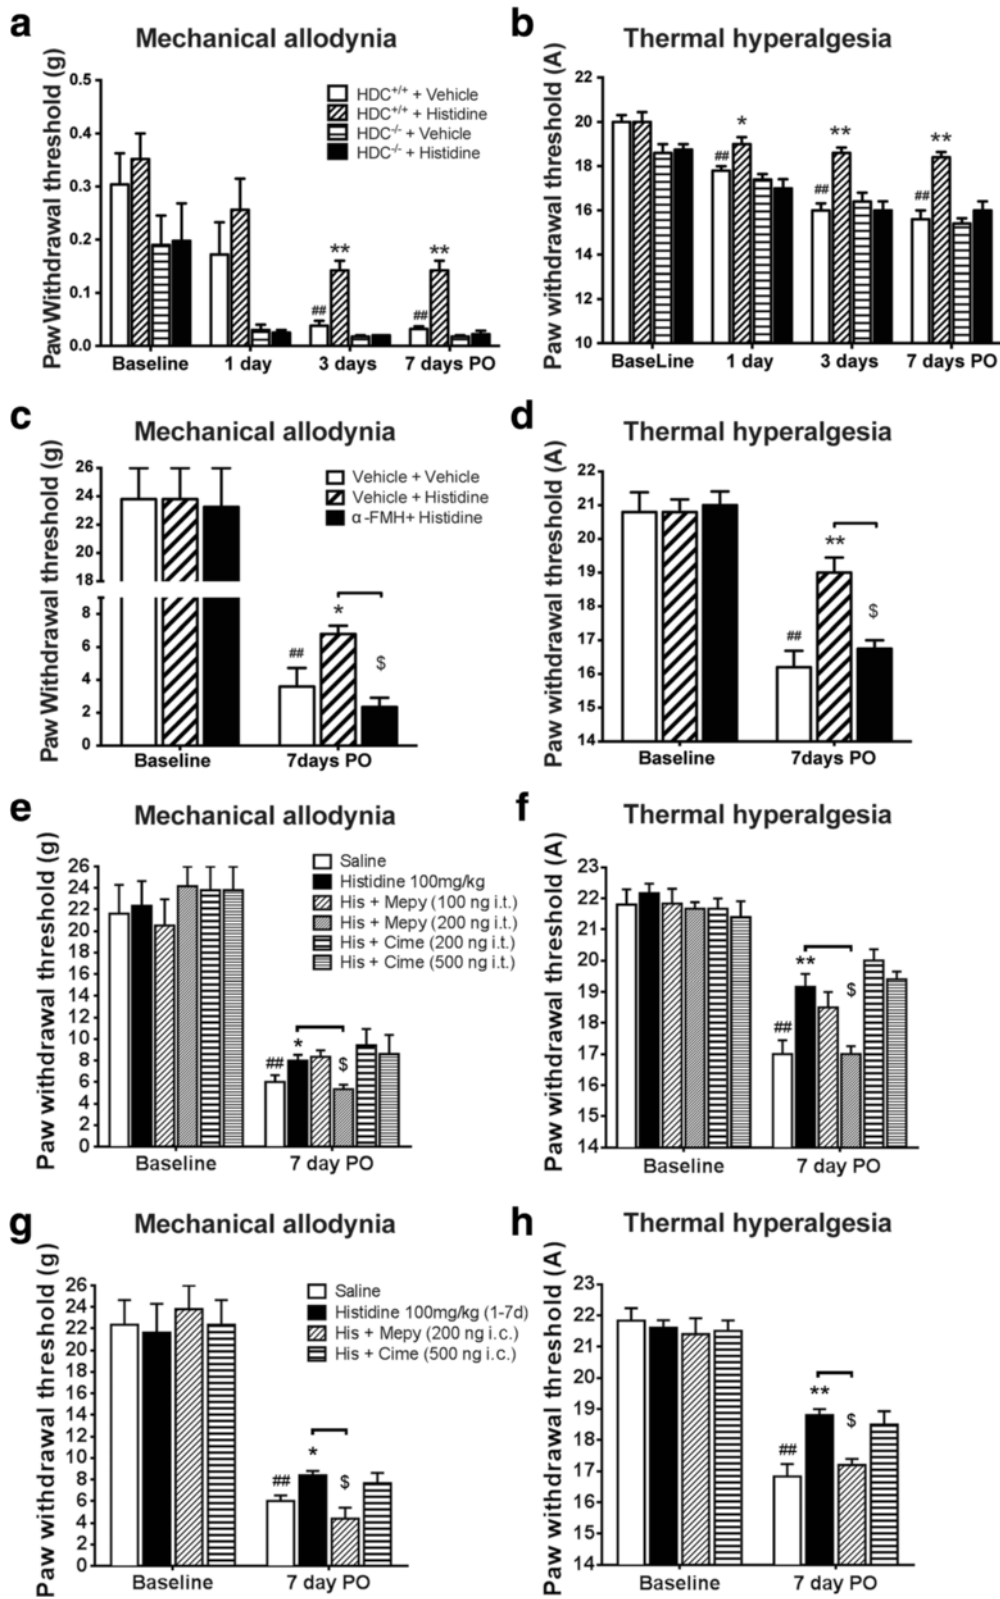 a
Mechanical allodynia
Paw Withdrawal threshold (g)
0.5
0.4
0.3
0.2
0.1
0.0
HDC+/+ + Vehicle
HDC+/+ + Histidine
HDC-/- + Vehicle
HDC-/- + Histidine
**
**
##
##
Baseline 1 day 3 days 7 days PO
b
Thermal hyperalgesia
Paw withdrawal threshold (A)
22
20
18
16
14
12
10
*
**
**
##
##
##
BaseLine 1 day 3 days 7 days PO
c
Mechanical allodynia
Paw Withdrawal threshold (g)
26
24
22
20
18
8
6
4
2
0
Vehicle + Vehicle
Vehicle + Histidine
α-FMH+ Histidine
*
##
$
Baseline 7days PO
d
Thermal hyperalgesia
Paw withdrawal threshold (A)
22
21
20
19
18
17
16
15
14
**
$
##
Baseline 7days PO
e
Mechanical allodynia
Paw withdrawal threshold (g)
26
24
22
20
18
16
14
12
10
8
6
4
2
0
Saline
Histidine 100mg/kg
His + Mepy (100 ng i.t.)
His + Mepy (200 ng i.t.)
His + Cime (200 ng i.t.)
His + Cime (500 ng i.t.)
*
##
$
Baseline 7 day PO
f
Thermal hyperalgesia
Paw withdrawal threshold (A)
23
22
21
20
19
18
17
16
15
14
**
$
##
Baseline 7 day PO
g
Mechanical allodynia
Paw withdrawal threshold (g)
26
24
22
20
18
16
14
12
10
8
6
4
2
0
Saline
Histidine 100mg/kg (1-7d)
His + Mepy (200 ng i.c.)
His + Cime (500 ng i.c.)
*
##
$
Baseline 7 day PO
h
Thermal hyperalgesia
Paw withdrawal threshold (A)
23
22
21
20
19
18
17
16
15
14
**
$
##
Baseline 7 day PO